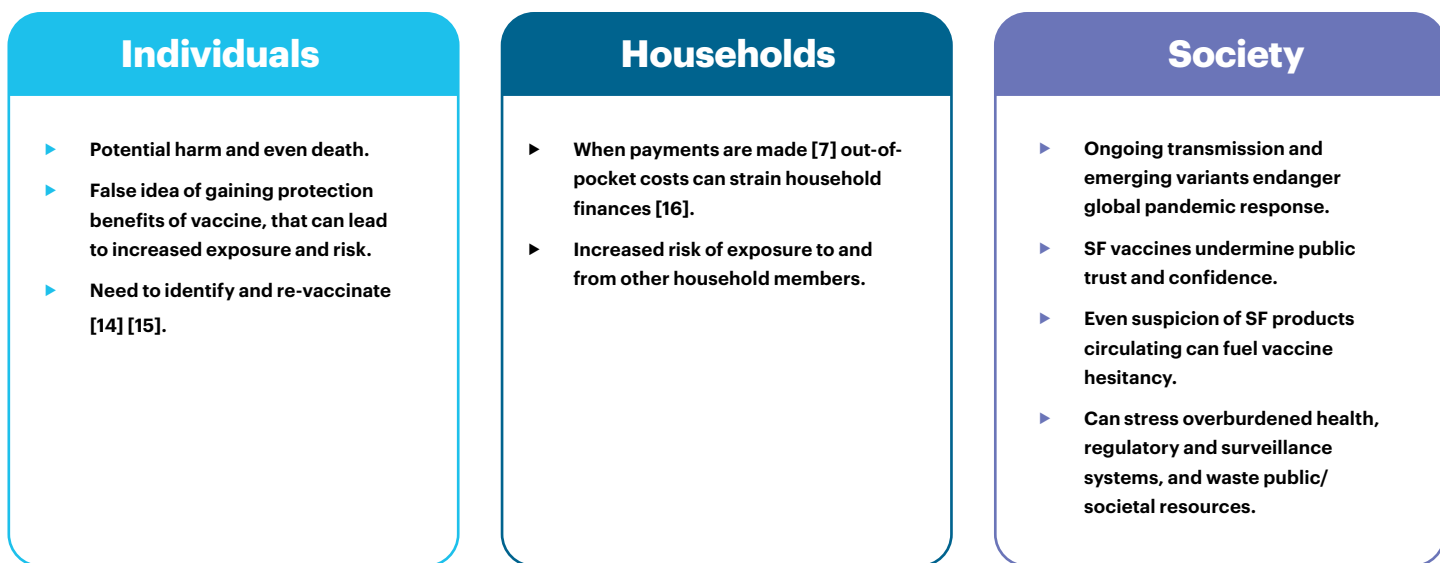 Individuals
Potential harm and even death.
False idea of gaining protection
benefits of vaccine, that can lead
to increased exposure and risk.
Need to identify and re-vaccinate
[14] [15].
Households
When payments are made [7] out-of-
pocket costs can strain household
finances [16].
Increased risk of exposure to and
from other household members.
Society
Ongoing transmission and
emerging variants endanger
global pandemic response.
SF vaccines undermine public
trust and confidence.
Even suspicion of SF products
circulating can fuel vaccine
hesitancy.
Can stress overburdened health,
regulatory and surveillance
systems, and waste public/
societal resources.